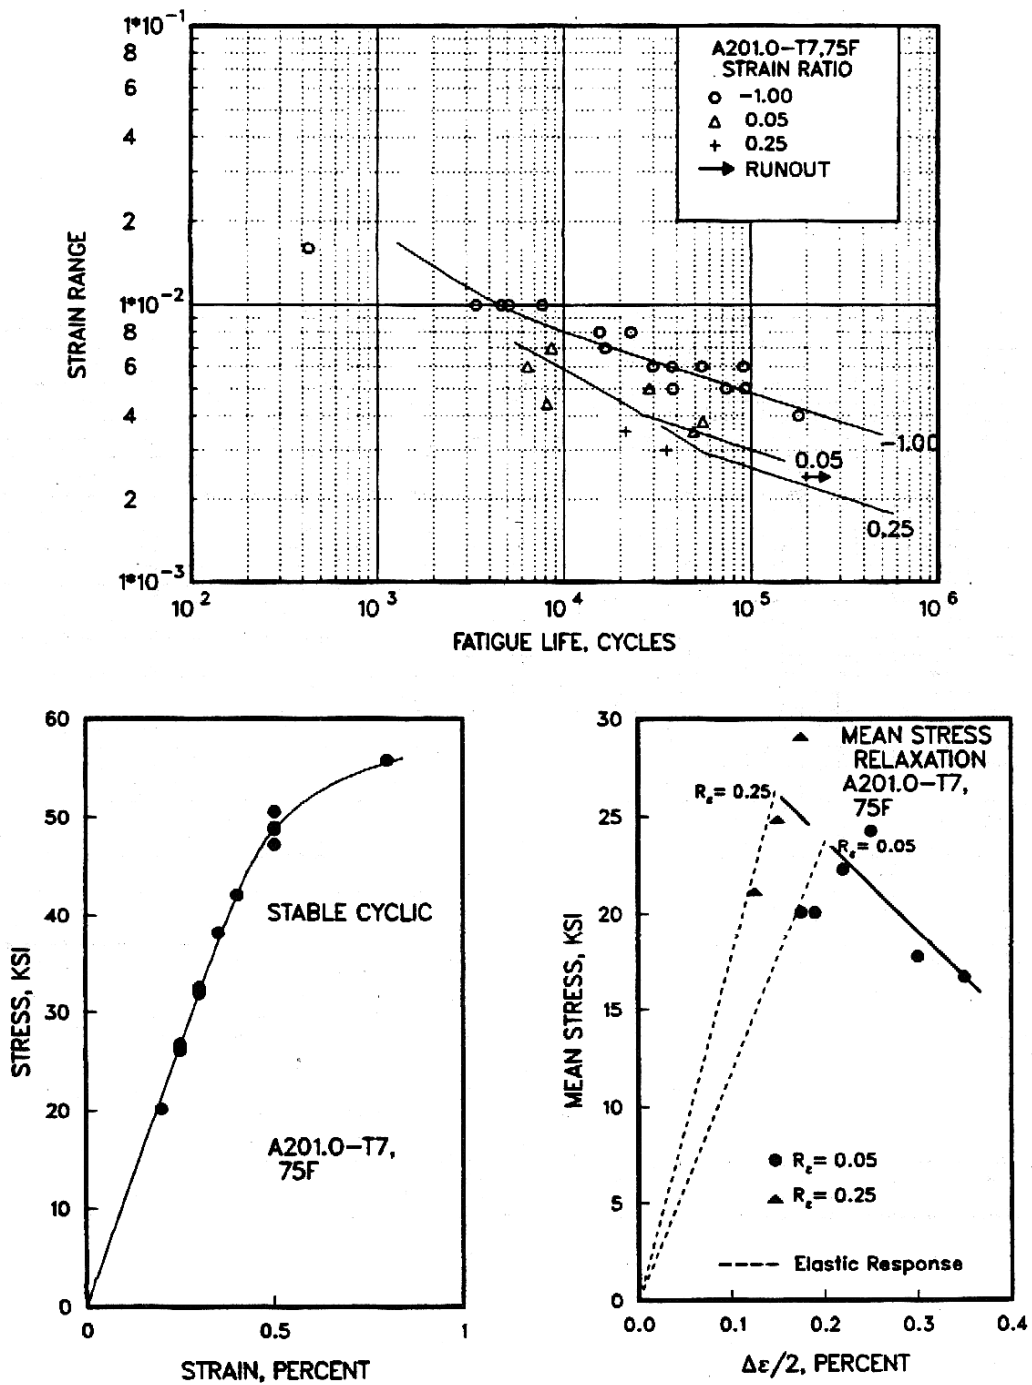 1*10^-1
8
6
4
2
1*10^-2
8
6
4
2
1*10^-3
STRAIN RANGE
A201.0-T7,75F
STRAIN RATIO
-1.00
0.05
0.25
RUNOUT
-1.00
0.05
0.25
10^2
10^3
10^4
10^5
10^6
FATIGUE LIFE, CYCLES
60
50
40
30
20
10
0
STRESS, KSI
STABLE CYCLIC
A201.0-T7,
75F
0
0.5
1
STRAIN, PERCENT
30
25
20
15
10
5
0
MEAN STRESS, KSI
MEAN STRESS
RELAXATION
A201.0-T7,
75F
Rε= 0.25
Rε= 0.05
Rε= 0.05
Rε= 0.25
Elastic Response
0.0
0.1
0.2
0.3
0.4
Δε/2, PERCENT